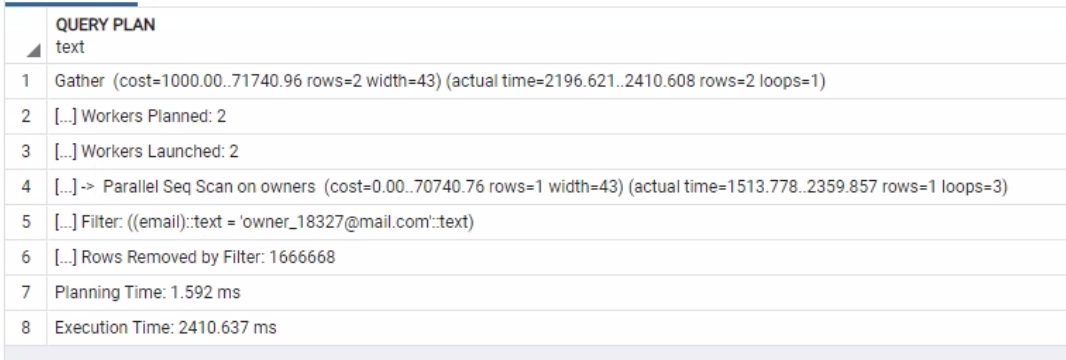 QUERY PLAN
text
1 Gather (cost=1000.00..71740.96 rows=2 width=43) (actual time=2196.621..2410.608 rows=2 loops=1)
2 [...] Workers Planned: 2
3 [...] Workers Launched: 2
4 [...] -> Parallel Seq Scan on owners (cost=0.00..70740.76 rows=1 width=43) (actual time=1513.778..2359.857 rows=1 loops=3)
5 [...] Filter: ((email)::text = 'owner_18327@mail.com'::text)
6 [...] Rows Removed by Filter: 1666668
7 Planning Time: 1.592 ms
8 Execution Time: 2410.637 ms